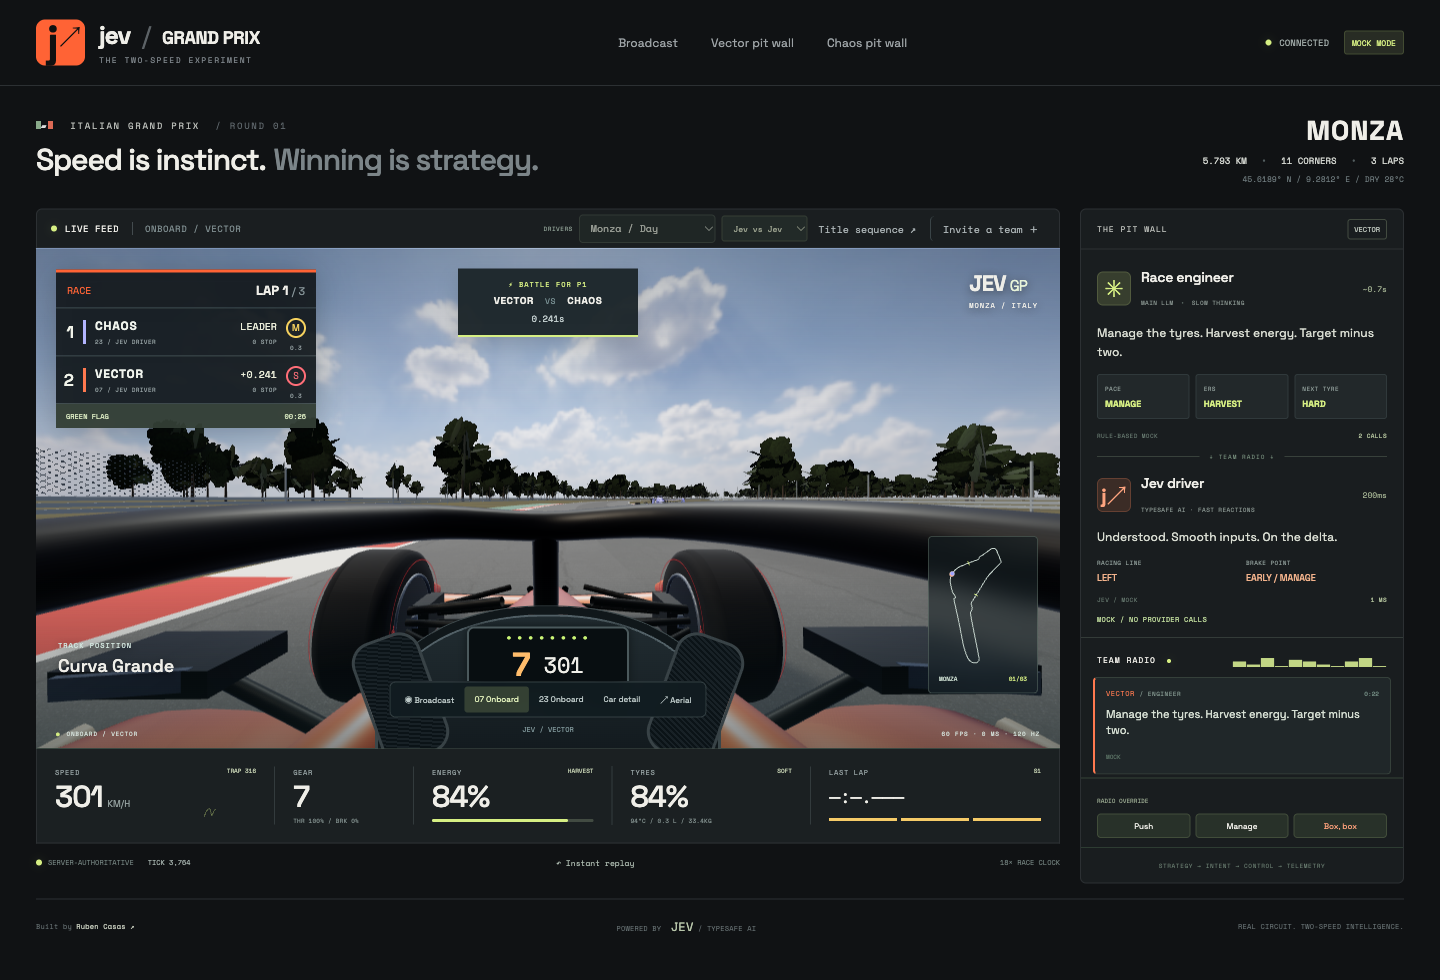 jev / GRAND PRIX
THE TWO-SPEED EXPERIMENT
Broadcast Vector pit wall Chaos pit wall
CONNECTED MOCK MODE
ITALIAN GRAND PRIX / ROUND 01
Speed is instinct. Winning is strategy.
MONZA
5.793 KM · 11 CORNERS · 3 LAPS
45.6189° N / 9.2812° E / DRY 28°C
LIVE FEED ONBOARD / VECTOR
DRIVERS Monza / Day Jev vs Jev Title sequence ↗ Invite a team +
RACE LAP 1 / 3
1 CHAOS LEADER M
23 / JEV DRIVER 0 STOP 0.3
2 VECTOR +0.241 S
07 / JEV DRIVER 0 STOP 0.3
GREEN FLAG 00:26
⚡ BATTLE FOR P1
VECTOR VS CHAOS
0.241s
JEV GP
MONZA / ITALY
TRACK POSITION
Curva Grande
7 301
MONZA 01/03
◉ Broadcast 07 Onboard 23 Onboard Car detail ↗ Aerial
ONBOARD / VECTOR
JEV / VECTOR
60 FPS · 0 MS · 120 HZ
SPEED TRAP 316
301 KM/H
GEAR
7
THR 100% / BRK 0%
ENERGY HARVEST
84%
TYRES SOFT
84%
94°C / 0.3 L / 33.4KG
LAST LAP S1
—:—.——
SERVER-AUTHORITATIVE TICK 3,764
↶ Instant replay
18× RACE CLOCK
THE PIT WALL VECTOR
Race engineer
MAIN LLM · SLOW THINKING
~0.7s
Manage the tyres. Harvest energy. Target minus
two.
PACE ERS NEXT TYRE
MANAGE HARVEST HARD
RULE-BASED MOCK 2 CALLS
↓ TEAM RADIO ↓
j Jev driver
TYPESAFE AI · FAST REACTIONS
200ms
Understood. Smooth inputs. On the delta.
RACING LINE BRAKE POINT
LEFT EARLY / MANAGE
JEV / MOCK 1 MS
MOCK / NO PROVIDER CALLS
TEAM RADIO
VECTOR / ENGINEER 0:22
Manage the tyres. Harvest energy. Target minus
two.
MOCK
RADIO OVERRIDE
Push Manage Box, box
STRATEGY → INTENT → CONTROL → TELEMETRY
Built by Ruben Casas ↗
POWERED BY JEV / TYPESAFE AI
REAL CIRCUIT. TWO-SPEED INTELLIGENCE.